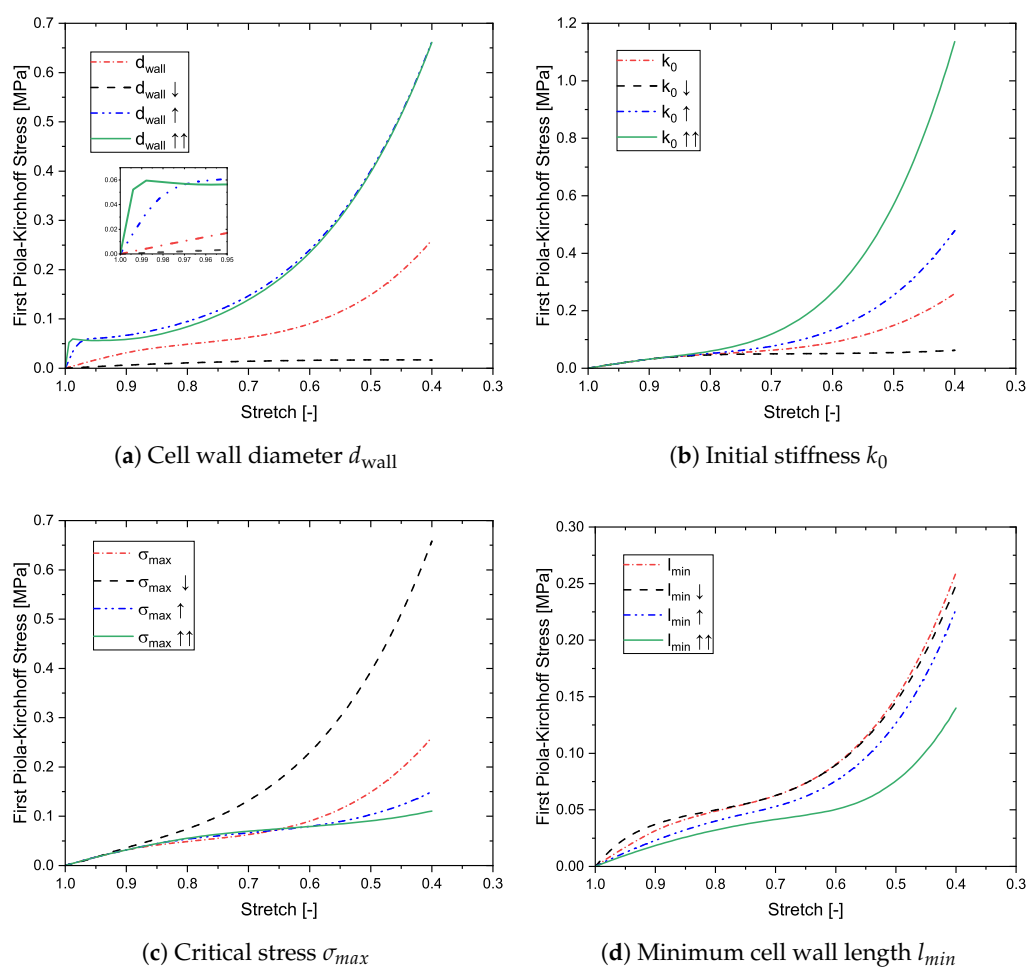 0.7
0.6
0.5
0.4
0.3
0.2
0.1
0.0
First Piola-Kirchhoff Stress [MPa]
d_wall
d_wall ↓
d_wall ↑
d_wall ↑↑
0.06
0.04
0.02
0.00
1.00 0.99 0.98 0.97 0.96 0.95
1.0 0.9 0.8 0.7 0.6 0.5 0.4 0.3
Stretch [-]
(a) Cell wall diameter d_wall
1.2
1.0
0.8
0.6
0.4
0.2
0.0
First Piola-Kirchhoff Stress [MPa]
k_0
k_0 ↓
k_0 ↑
k_0 ↑↑
1.0 0.9 0.8 0.7 0.6 0.5 0.4 0.3
Stretch [-]
(b) Initial stiffness k_0
0.7
0.6
0.5
0.4
0.3
0.2
0.1
0.0
First Piola-Kirchhoff Stress [MPa]
σ_max
σ_max ↓
σ_max ↑
σ_max ↑↑
1.0 0.9 0.8 0.7 0.6 0.5 0.4 0.3
Stretch [-]
(c) Critical stress σ_max
0.30
0.25
0.20
0.15
0.10
0.05
0.00
First Piola-Kirchhoff Stress [MPa]
l_min
l_min ↓
l_min ↑
l_min ↑↑
1.0 0.9 0.8 0.7 0.6 0.5 0.4 0.3
Stretch [-]
(d) Minimum cell wall length l_min